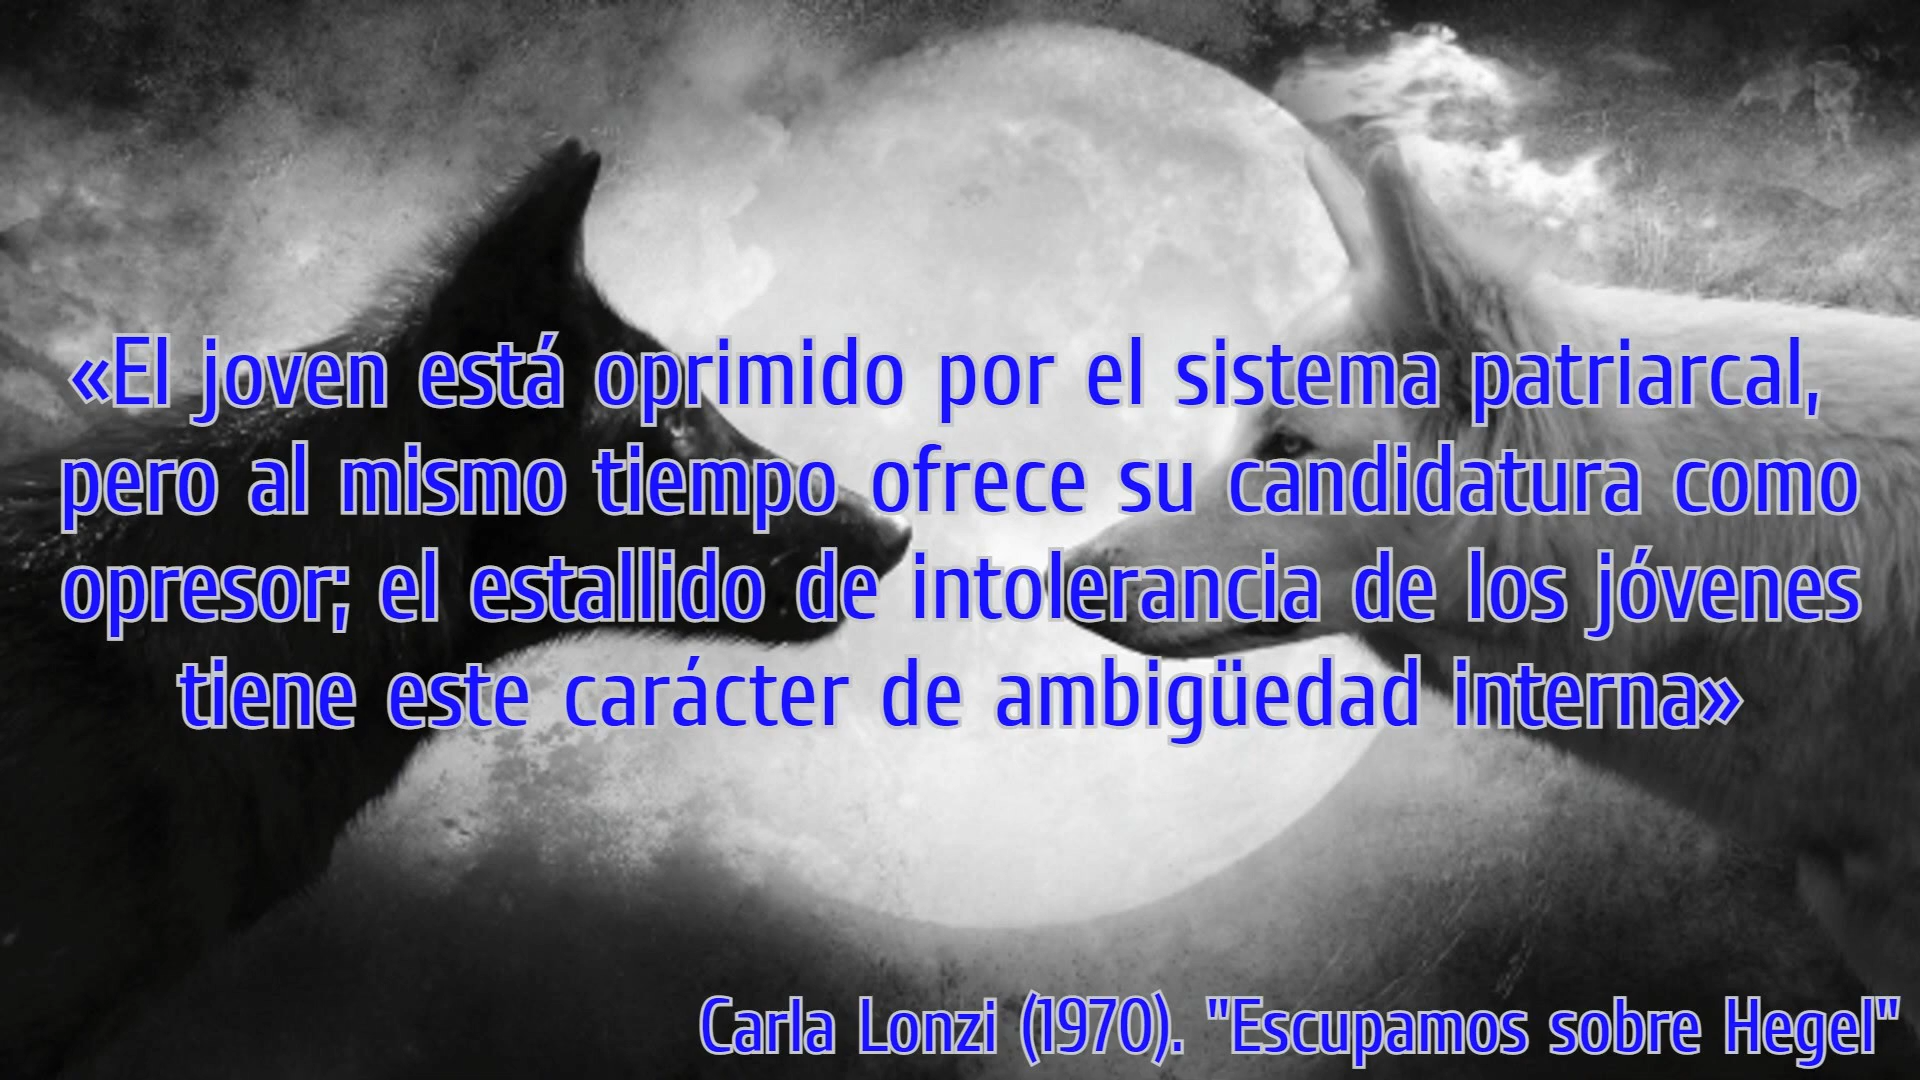 «El joven está oprimido por el sistema patriarcal,
pero al mismo tiempo ofrece su candidatura como
opresor; el estallido de intolerancia de los jóvenes
tiene este carácter de ambigüedad interna»
Carla Lonzi (1970). "Escupamos sobre Hegel"